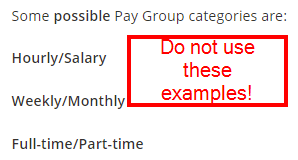 Some possible Pay Group categories are:
Hourly/Salary
Weekly/Monthly
Full-time/Part-time
Do not use
these
examples!